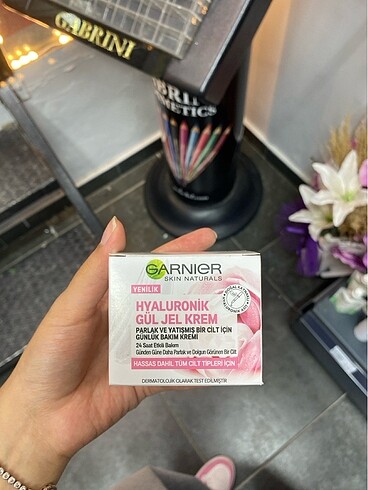 GABRINI
COSMETICS
GARNIER
SKIN NATURALS
YENİLİK
HYALURONİK
GÜL JEL KREM
PARLAK VE YATIŞMIŞ BİR CİLT İÇİN
GÜNLÜK BAKIM KREMİ
24 Saat Etkili Bakım
Günden Güne Daha Parlak ve Dolgun Görünen Bir Cilt
HASSAS DAHİL TÜM CİLT TİPLERİ İÇİN
DERMATOLOJİK OLARAK TEST EDİLMİŞTİR